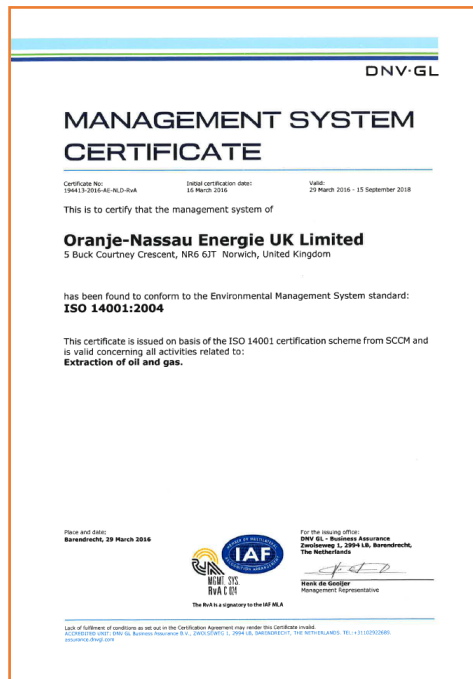 DNV·GL
MANAGEMENT SYSTEM
CERTIFICATE
Certificate No:
194413-2016-AE-NLD-RvA
Initial certification date:
16 March 2016
Valid:
29 March 2016 - 15 September 2018
This is to certify that the management system of
Oranje-Nassau Energie UK Limited
5 Buck Courtney Crescent, NR6 6JT  Norwich, United Kingdom
has been found to conform to the Environmental Management System standard:
ISO 14001:2004
This certificate is issued on basis of the ISO 14001 certification scheme from SCCM and
is valid concerning all activities related to:
Extraction of oil and gas.
Place and date:
Barendrecht, 29 March 2016
IAF
MGMT. SYS.
RvA C 024
The RvA is a signatory to the IAF MLA
For the issuing office:
DNV GL - Business Assurance
Zwolseweg 1, 2994 LB, Barendrecht,
The Netherlands
Henk de Gooijer
Management Representative
Lack of fulfilment of conditions as set out in the Certification Agreement may render this Certificate invalid.
ACCREDITED UNIT: DNV GL Business Assurance B.V., ZWOLSEWEG 1, 2994 LB, BARENDRECHT, THE NETHERLANDS. TEL:+31102922689.
assurance.dnvgl.com